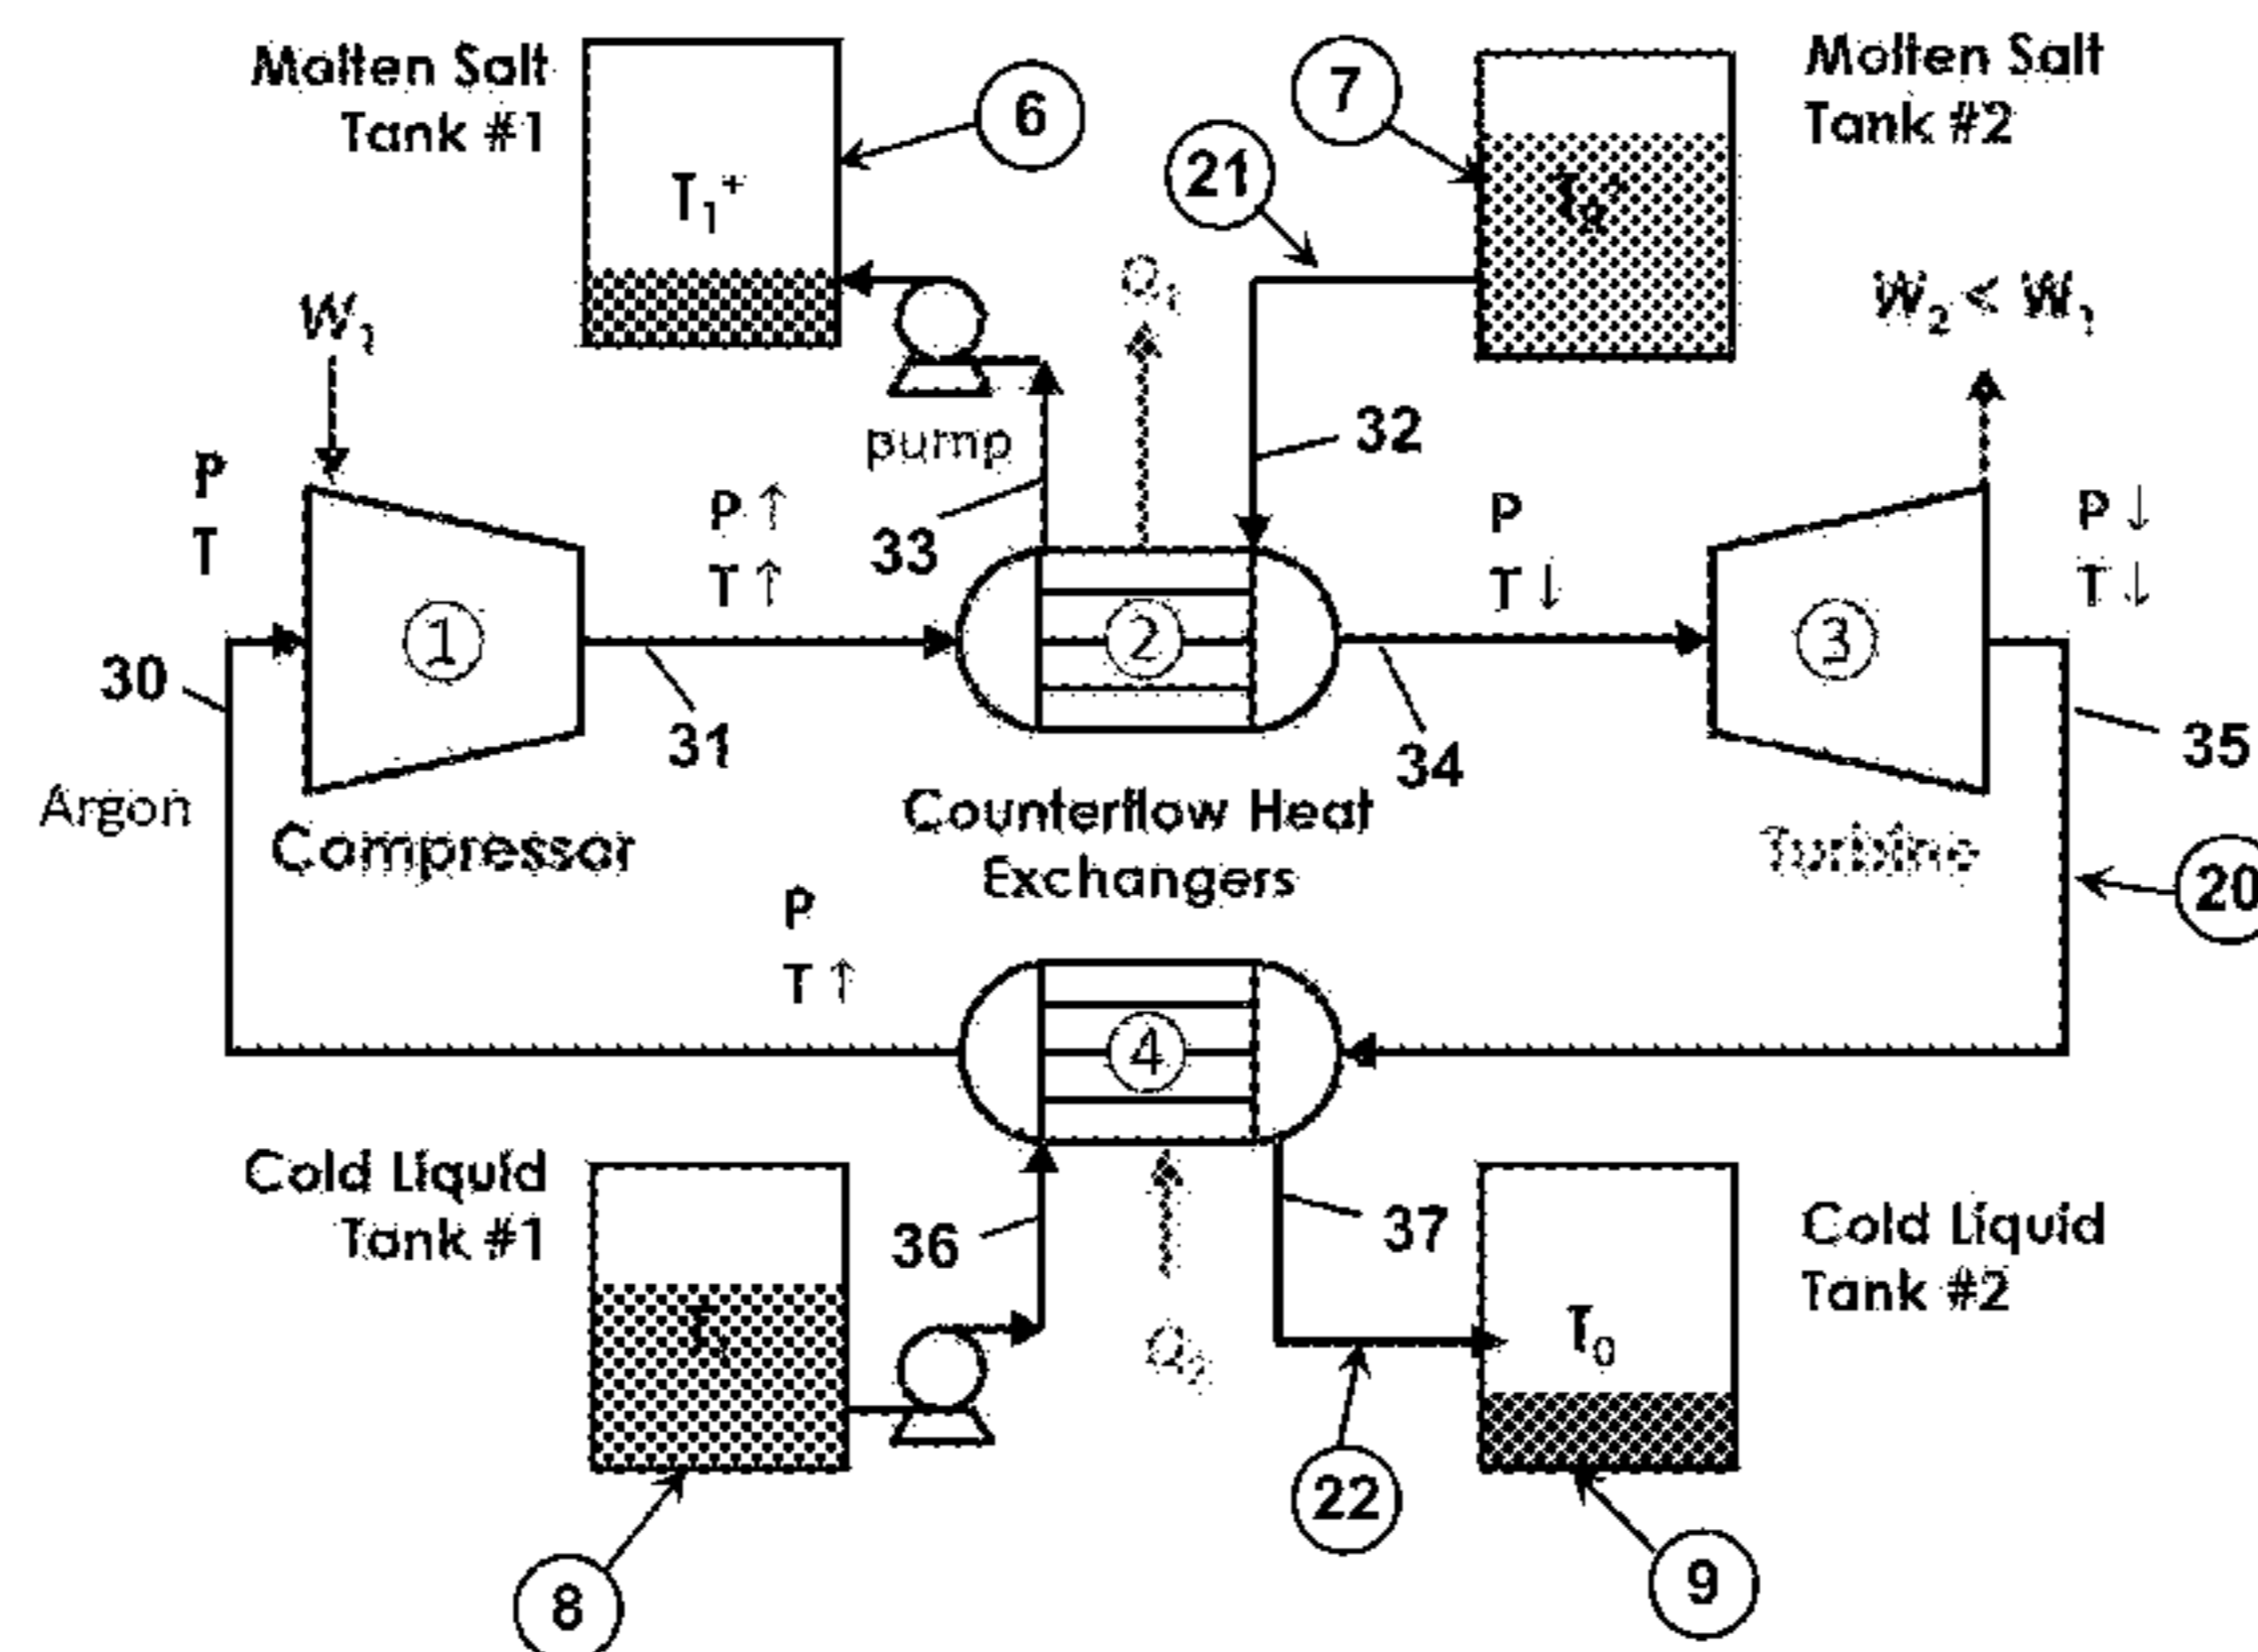 Molten Salt
Tank #1
6
7
Molten Salt
Tank #2
T₁⁺
21
Q₁
W₁
W₂ < W₁
32
pump
P
T
P ↑
T ↑
33
P
T ↓
P ↓
T ↓
1
2
3
30
31
34
35
Argon
Compressor
Counterflow Heat
Exchangers
Turbine
20
P
T ↑
4
Cold Liquid
Tank #1
36
37
Cold Liquid
Tank #2
Q₂
T₀
22
8
9